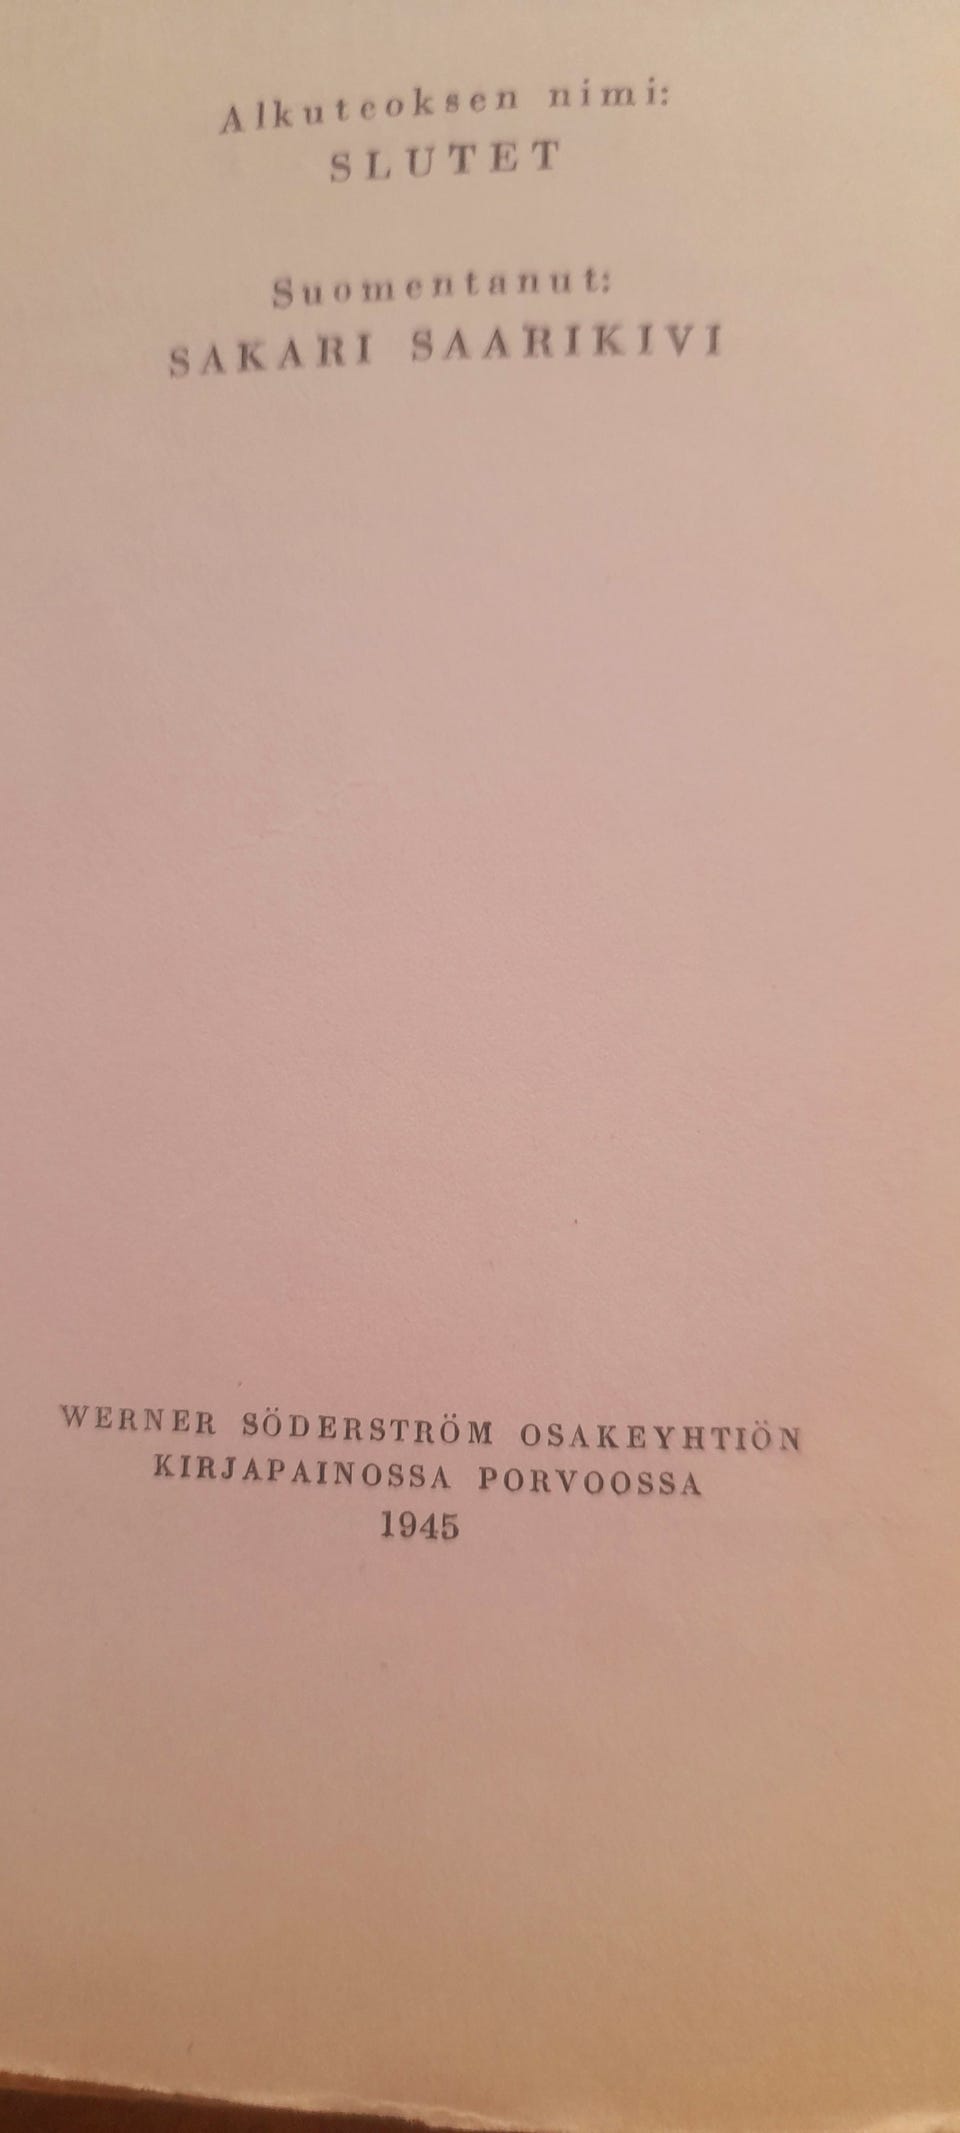 Alkuteoksen nimi:
SLUTET
Suomentanut:
SAKARI SAARIKIVI
WERNER SÖDERSTRÖM OSAKEYHTIÖN
KIRJAPAINOSSA PORVOOSSA
1945